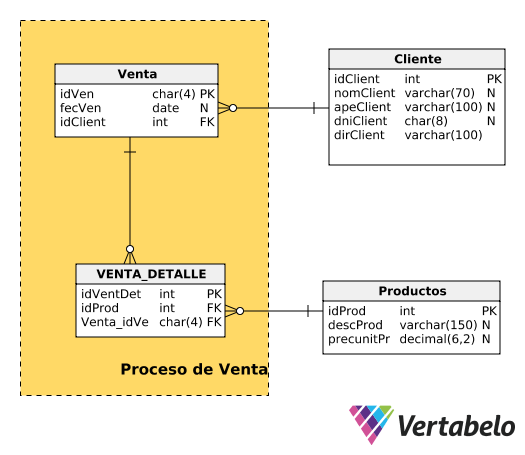 Venta
idVen char(4) PK
fecVen date N
idClient int FK
Cliente
idClient int PK
nomClient varchar(70) N
apeClient varchar(100) N
dniClient char(8) N
dirClient varchar(100)
VENTA_DETALLE
idVentDet int PK
idProd int FK
Venta_idVe char(4) FK
Productos
idProd int PK
descProd varchar(150) N
precunitPr decimal(6,2) N
Proceso de Venta
Vertabelo